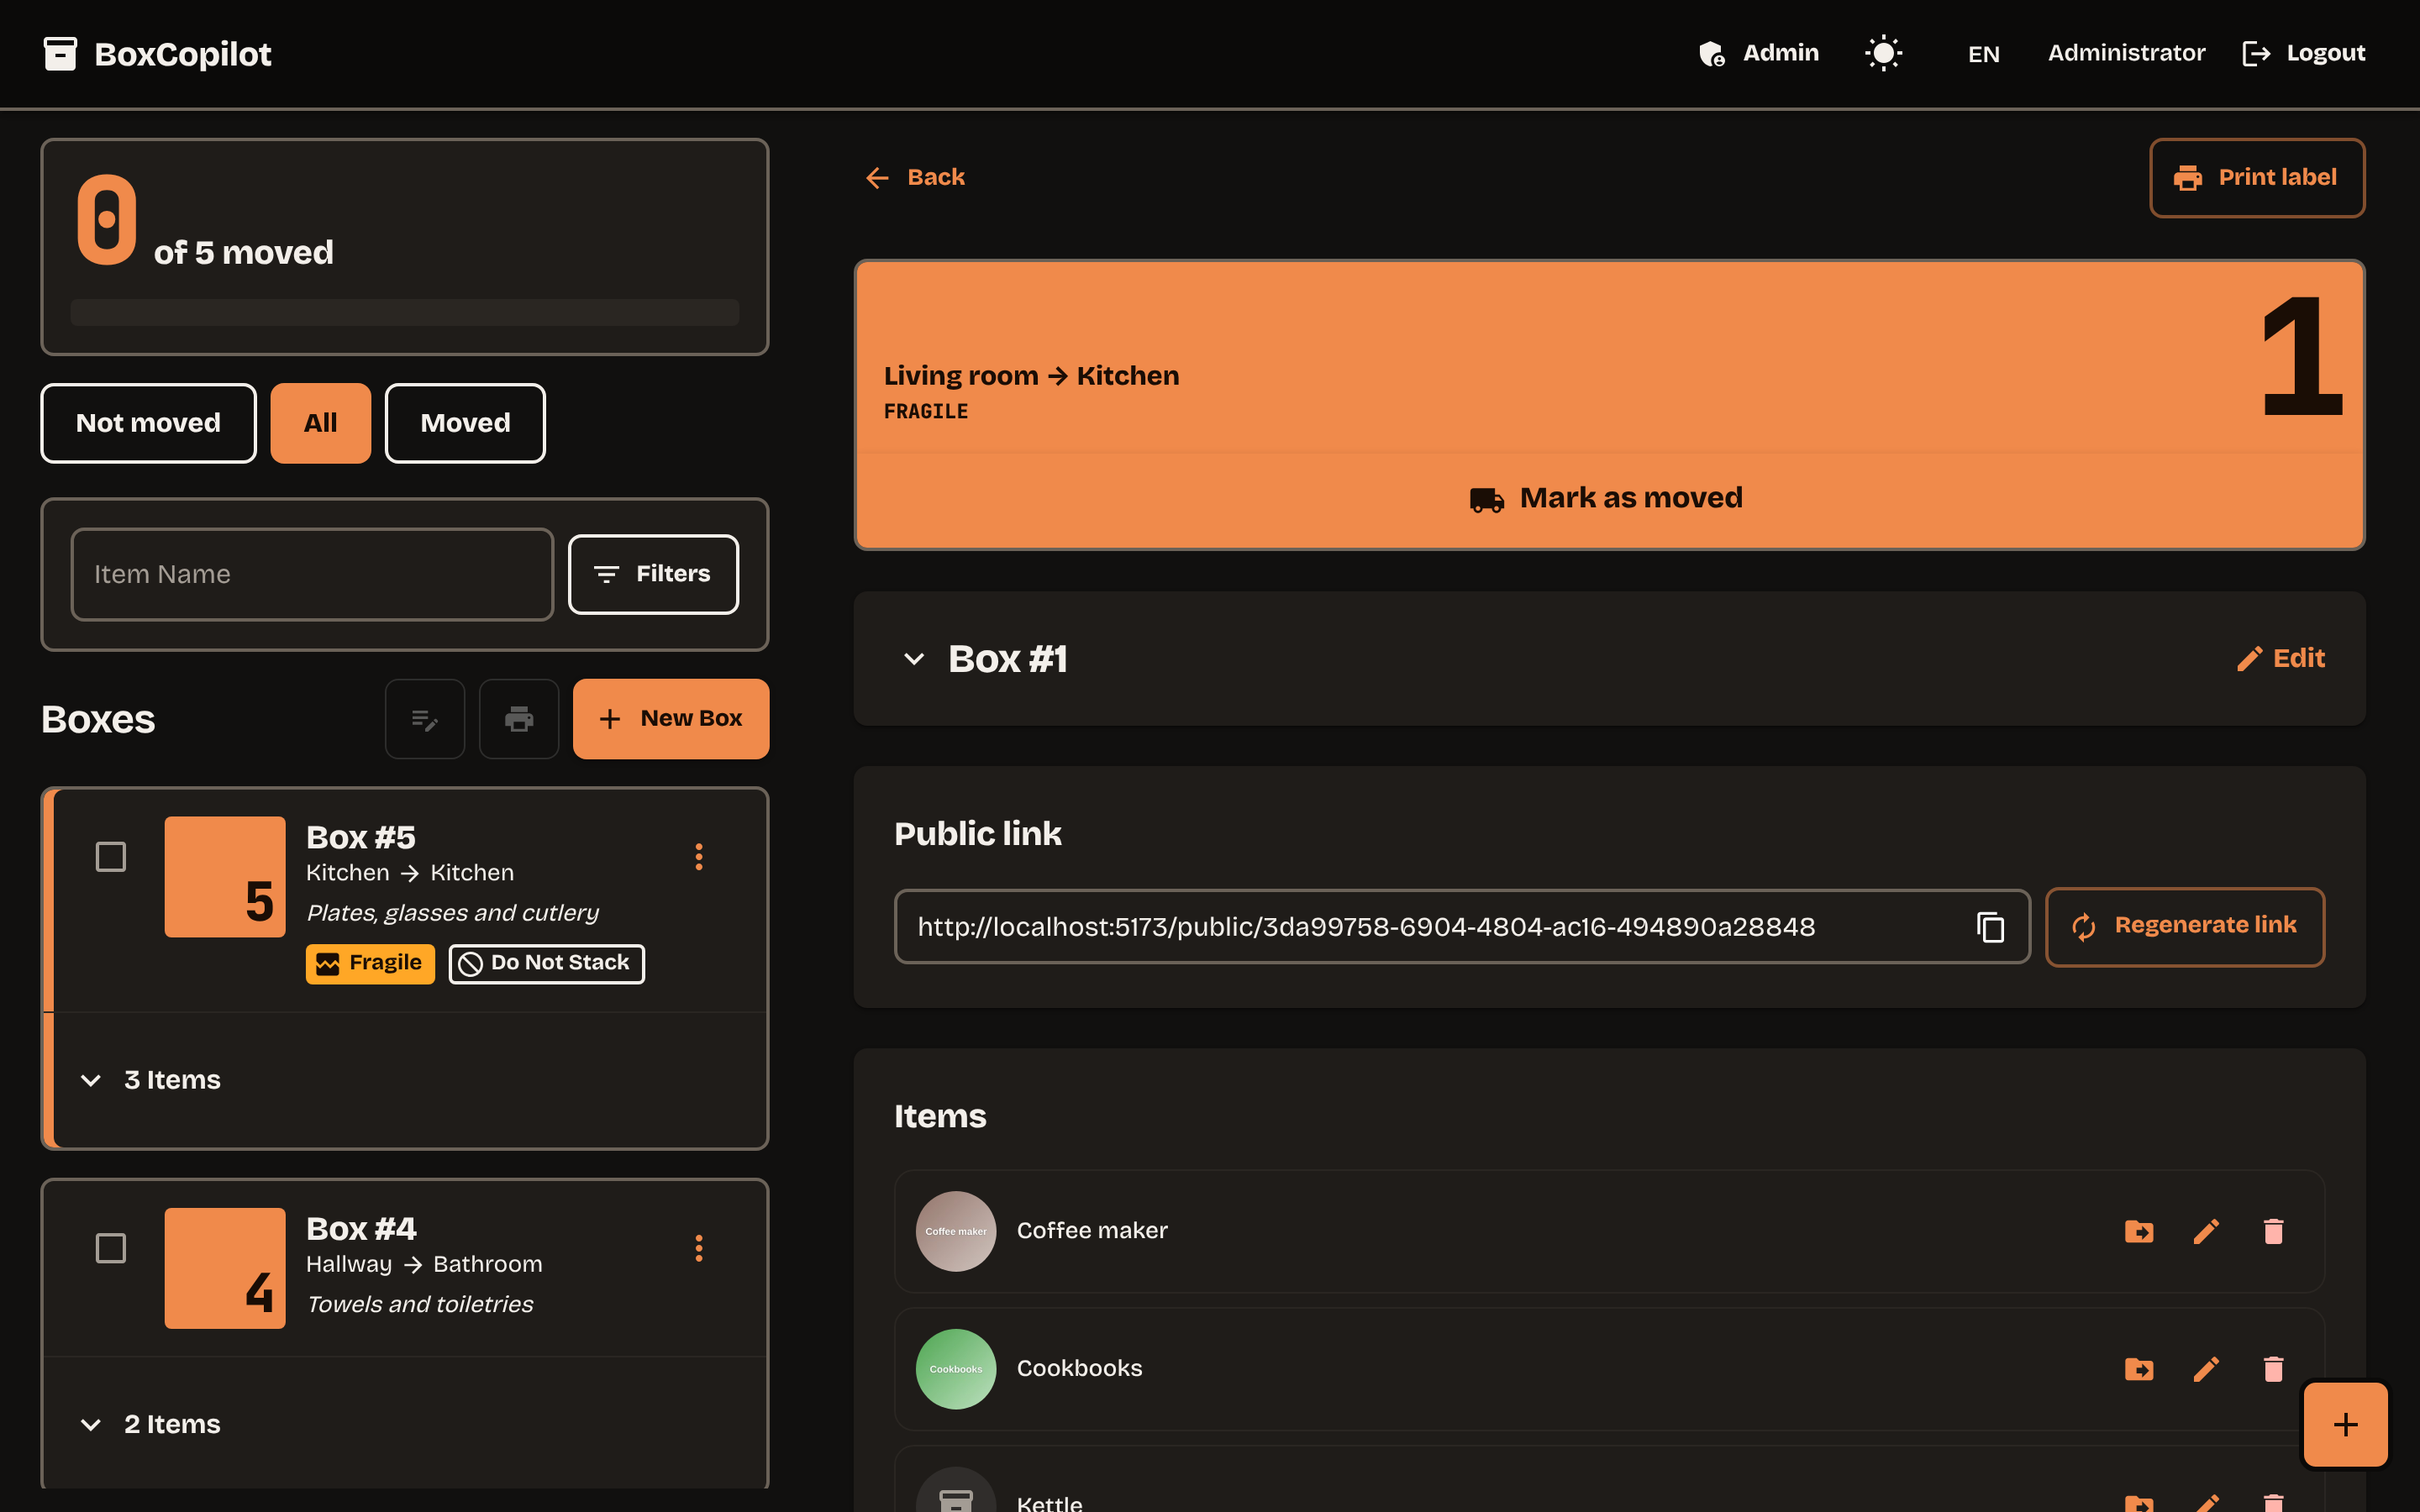 BoxCopilot
Admin
EN
Administrator
Logout
0 of 5 moved
Not moved
All
Moved
Item Name
Filters
Boxes
New Box
5
Box #5
Kitchen → Kitchen
Plates, glasses and cutlery
Fragile
Do Not Stack
3 Items
4
Box #4
Hallway → Bathroom
Towels and toiletries
2 Items
Back
Print label
1
Living room → Kitchen
FRAGILE
Mark as moved
Box #1
Edit
Public link
http://localhost:5173/public/3da99758-6904-4804-ac16-494890a28848
Regenerate link
Items
Coffee maker
Coffee maker
Cookbooks
Cookbooks
Kettle